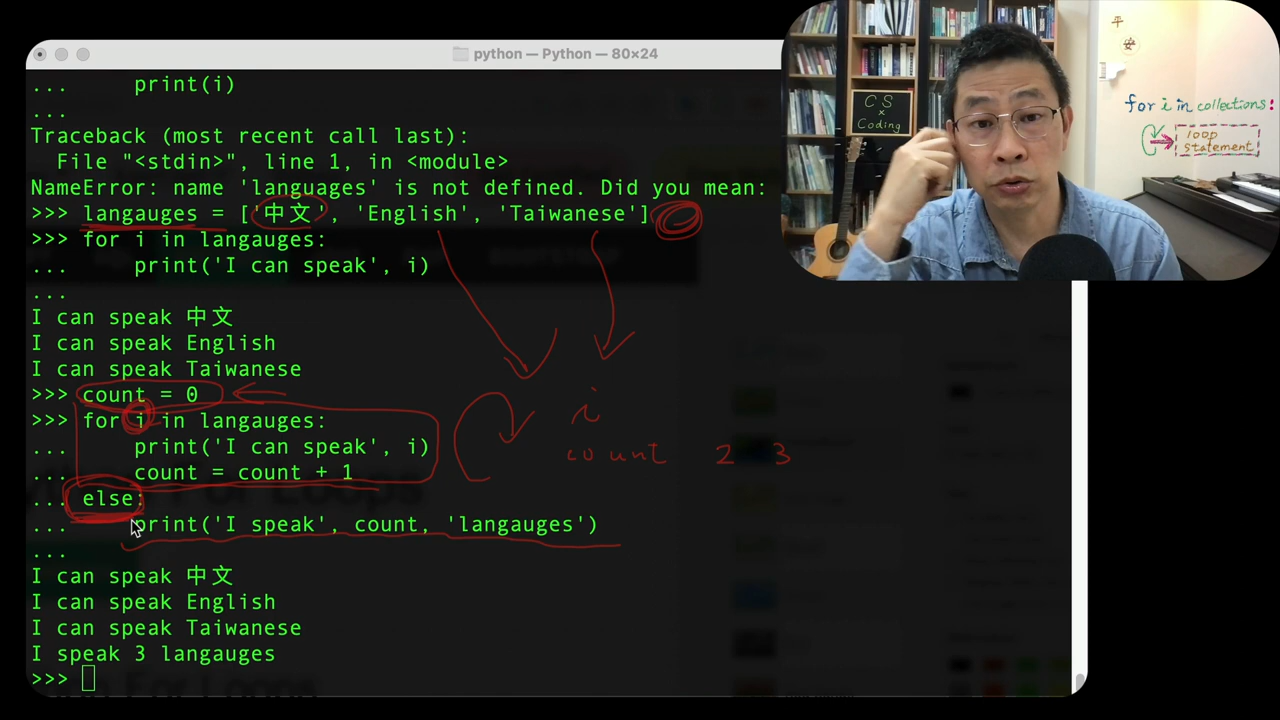 python — Python — 80×24
... print(i)
...
Traceback (most recent call last):
File "<stdin>", line 1, in <module>
NameError: name 'languages' is not defined. Did you mean:
>>> langauges = ['中文', 'English', 'Taiwanese']
>>> for i in langauges:
... print('I can speak', i)
...
I can speak 中文
I can speak English
I can speak Taiwanese
>>> count = 0
>>> for i in langauges:
... print('I can speak', i)
... count = count + 1
... else:
... print('I speak', count, 'langauges')
...
I can speak 中文
I can speak English
I can speak Taiwanese
I speak 3 langauges
>>>
i
count 2 3
CS
×
Coding
平
安
for i in collections:
loop
statement